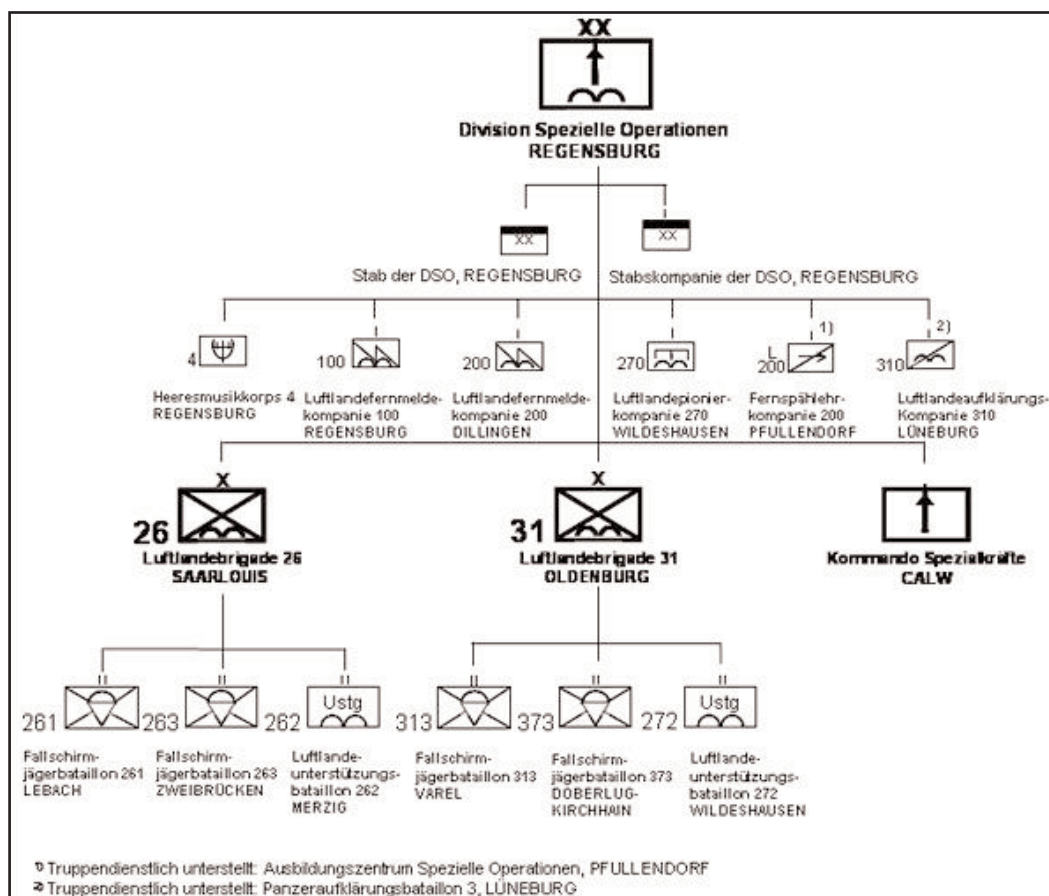 XX
Division Spezielle Operationen
REGENSBURG
XX
XX
Stab der DSO, REGENSBURG
Stabskompanie der DSO, REGENSBURG
4
Heeresmusikkorps 4
REGENSBURG
100
Luftlandefernmelde-
kompanie 100
REGENSBURG
200
Luftlandefernmelde-
kompanie 200
DILLINGEN
270
Luftlandepionier-
kompanie 270
WILDESHAUSEN
1)
L
200
Fernspählehr-
kompanie 200
PFULLENDORF
2)
310
Luftlandeaufklärungs-
Kompanie 310
LÜNEBURG
X
26
Luftlandebrigade 26
SAARLOUIS
X
31
Luftlandebrigade 31
OLDENBURG
Kommando Spezialkräfte
CALW
II
261
Fallschirm-
jägerbataillon 261
LEBACH
II
263
Fallschirm-
jägerbataillon 263
ZWEIBRÜCKEN
II
262
Ustg
Luftlande-
unterstützungs-
bataillon 262
MERZIG
II
313
Fallschirm-
jägerbataillon 313
VAREL
II
373
Fallschirm-
jägerbataillon 373
DOBERLUG-
KIRCHHAIN
II
272
Ustg
Luftlande-
unterstützungs-
bataillon 272
WILDESHAUSEN
1) Truppendienstlich unterstellt: Ausbildungszentrum Spezielle Operationen, PFULLENDORF
2) Truppendienstlich unterstellt: Panzeraufklärungsbataillon 3, LÜNEBURG